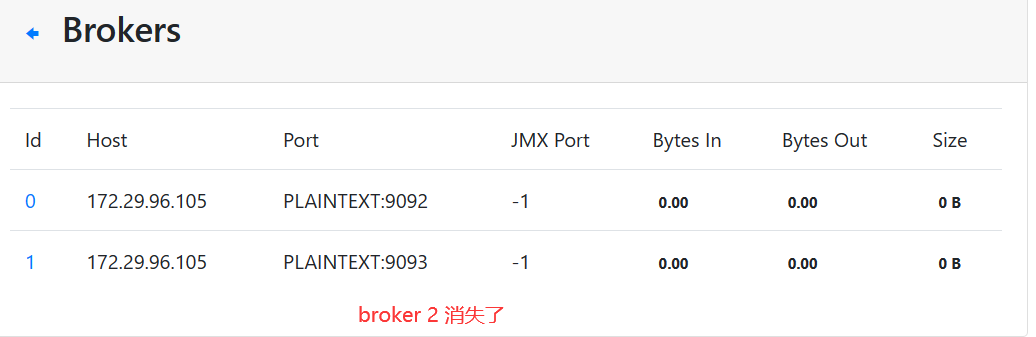 Brokers
Id Host Port JMX Port Bytes In Bytes Out Size
0 172.29.96.105 PLAINTEXT:9092 -1 0.00 0.00 0 B
1 172.29.96.105 PLAINTEXT:9093 -1 0.00 0.00 0 B
broker 2 消失了